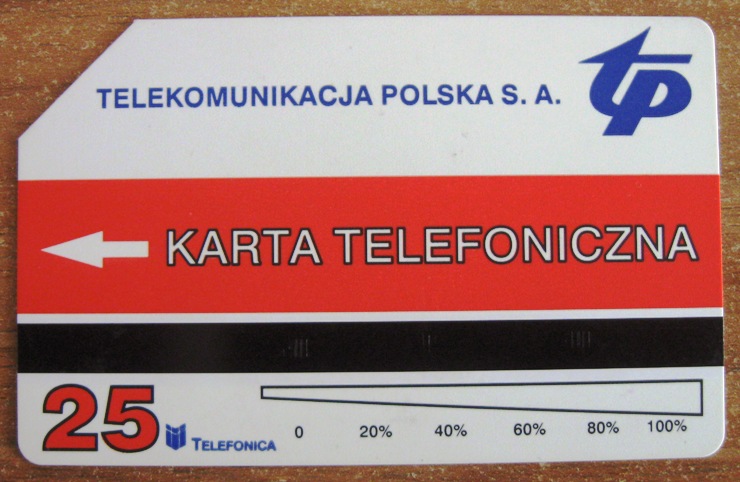 TELEKOMUNIKACJA POLSKA S. A.
tp
KARTA TELEFONICZNA
25 TELEFONICA 0 20% 40% 60% 80% 100%